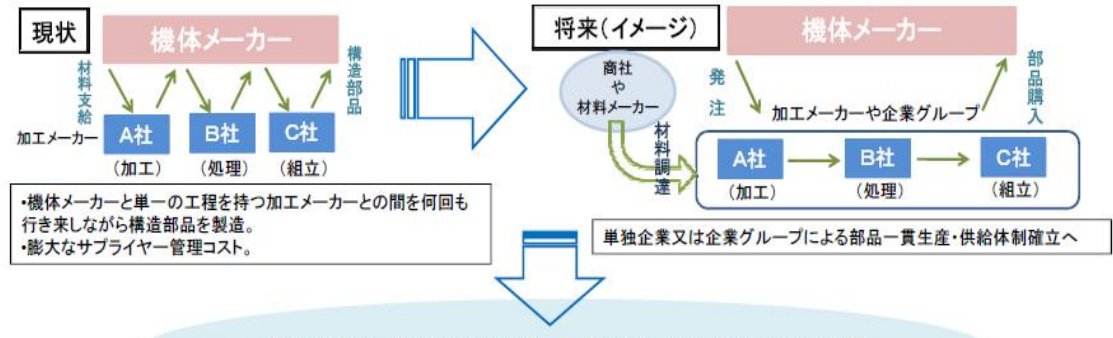 現状
機体メーカー
材料支給
構造部品
加工メーカー
A社
B社
C社
(加工)
(処理)
(組立)
・機体メーカーと単一の工程を持つ加工メーカーとの間を何回も
行き来しながら構造部品を製造。
・膨大なサプライヤー管理コスト。
将来(イメージ)
機体メーカー
商社
や
材料メーカー
発注
部品購入
加工メーカーや企業グループ
材料調達
A社
B社
C社
(加工)
(処理)
(組立)
単独企業又は企業グループによる部品一貫生産・供給体制確立へ